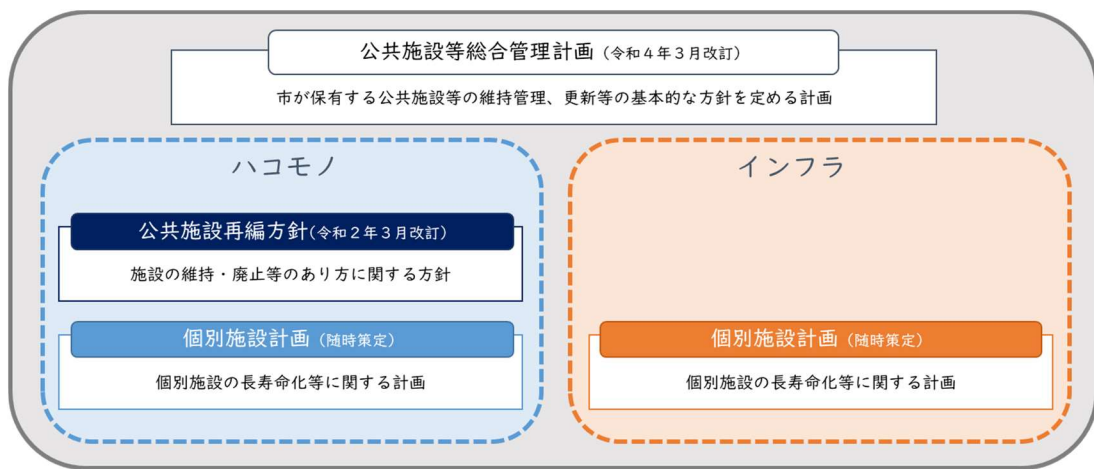 公共施設等総合管理計画（令和４年３月改訂）
市が保有する公共施設等の維持管理、更新等の基本的な方針を定める計画
ハコモノ
公共施設再編方針(令和２年３月改訂)
施設の維持・廃止等のあり方に関する方針
個別施設計画（随時策定）
個別施設の長寿命化等に関する計画
インフラ
個別施設計画（随時策定）
個別施設の長寿命化等に関する計画